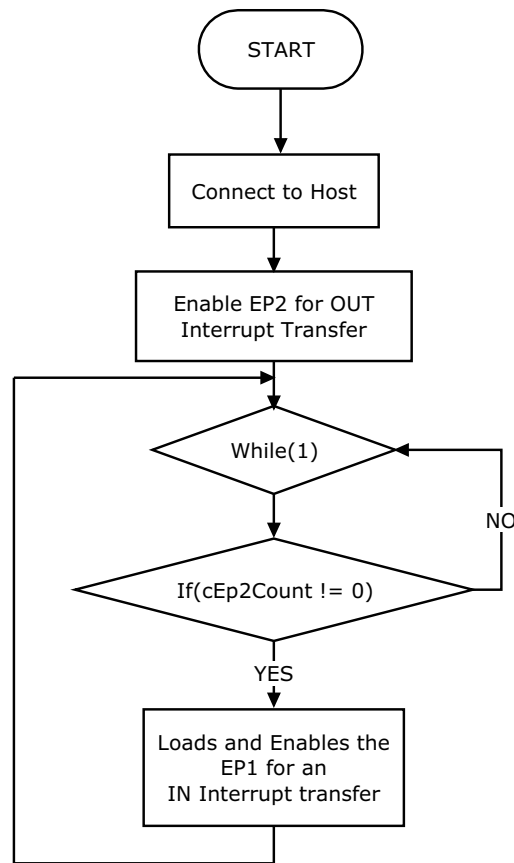 START
Connect to Host
Enable EP2 for OUT
Interrupt Transfer
While(1)
NO
If(cEp2Count != 0)
YES
Loads and Enables the
EP1 for an
IN Interrupt transfer